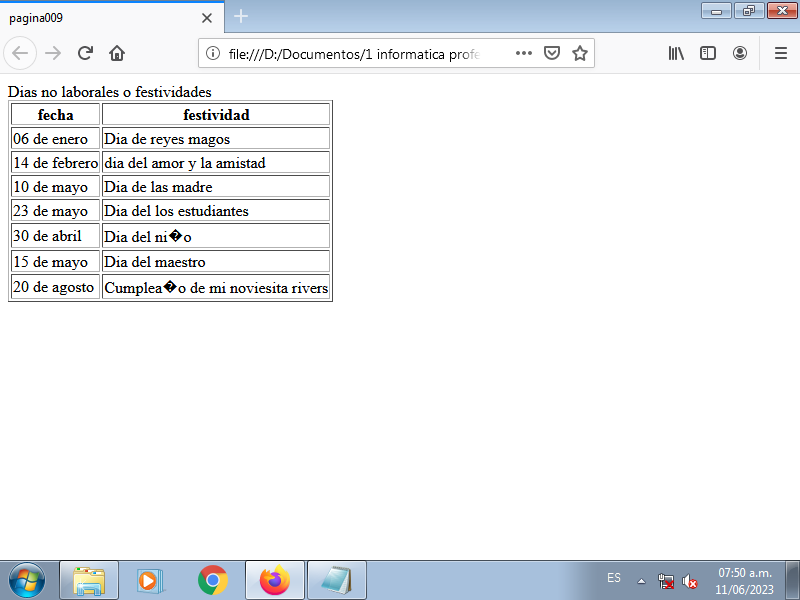 pagina009
file:///D:/Documentos/1 informatica profe
Dias no laborales o festividades
fecha festividad
06 de enero Dia de reyes magos
14 de febrero dia del amor y la amistad
10 de mayo Dia de las madre
23 de mayo Dia del los estudiantes
30 de abril Dia del ni�o
15 de mayo Dia del maestro
20 de agosto Cumplea�o de mi noviesita rivers
ES
07:50 a.m.
11/06/2023